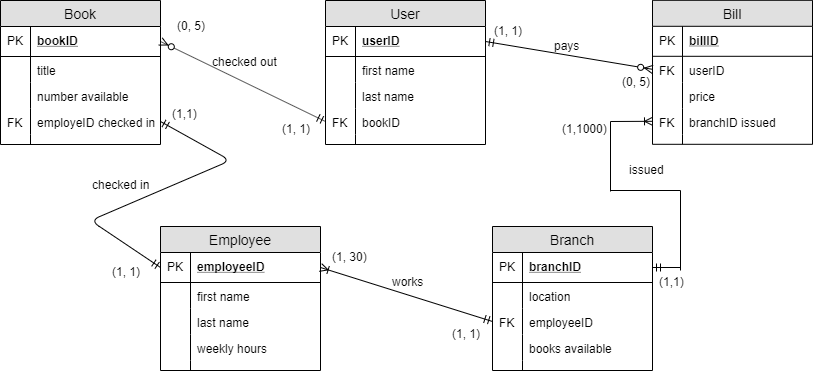 Book
PK bookID
title
number available
FK employeID checked in
(0, 5)
checked out
(1, 1)
(1,1)
User
PK userID
first name
last name
FK bookID
(1, 1)
pays
(0, 5)
Bill
PK billID
FK userID
price
FK branchID issued
(1,1000)
issued
(1,1)
checked in
(1, 1)
Employee
PK employeeID
first name
last name
weekly hours
(1, 30)
works
(1, 1)
Branch
PK branchID
location
FK employeeID
books available